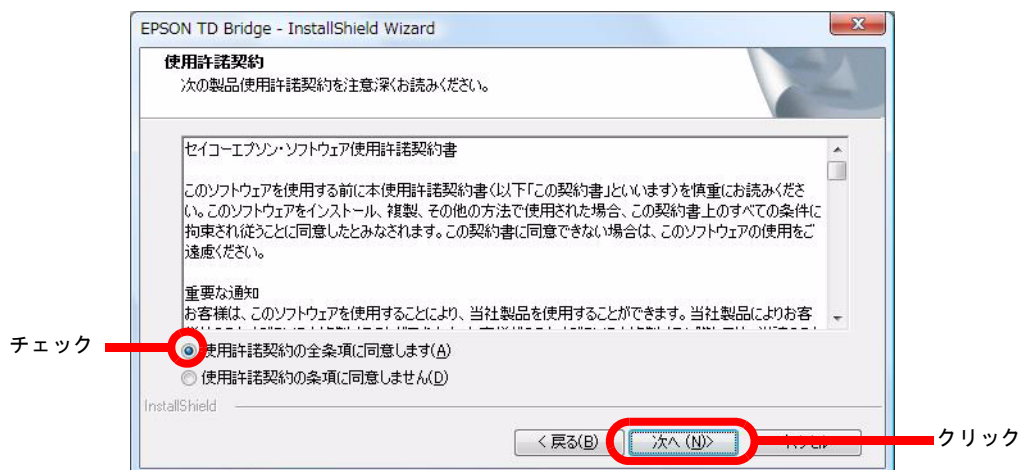 EPSON TD Bridge - InstallShield Wizard
使用許諾契約
次の製品使用許諾契約を注意深くお読みください。
セイコーエプソン・ソフトウェア使用許諾契約書
このソフトウェアを使用する前に本使用許諾契約書（以下「この契約書」といいます）を慎重にお読みくださ
い。このソフトウェアをインストール、複製、その他の方法で使用された場合、この契約書上のすべての条件に
拘束され従うことに同意したとみなされます。この契約書に同意できない場合は、このソフトウェアの使用をご
遠慮ください。
重要な通知
お客様は、このソフトウェアを使用することにより、当社製品を使用することができます。当社製品によりお客
チェック
使用許諾契約の全条項に同意します(A)
使用許諾契約の条項に同意しません(D)
InstallShield
< 戻る(B)
次へ (N)>
クリック